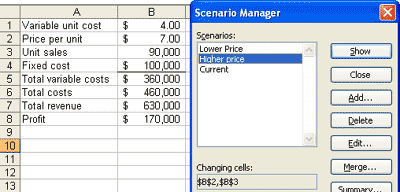 A B
1 Variable unit cost $ 4.00
2 Price per unit $ 7.00
3 Unit sales 90,000
4 Fixed cost $ 100,000
5 Total variable costs $ 360,000
6 Total costs $ 460,000
7 Total revenue $ 630,000
8 Profit $ 170,000
9
10
11
12
13
Scenario Manager
Scenarios:
Lower Price
Higher price
Current
Changing cells:
$B$2,$B$3
Show
Close
Add...
Delete
Edit...
Merge...
Summary...